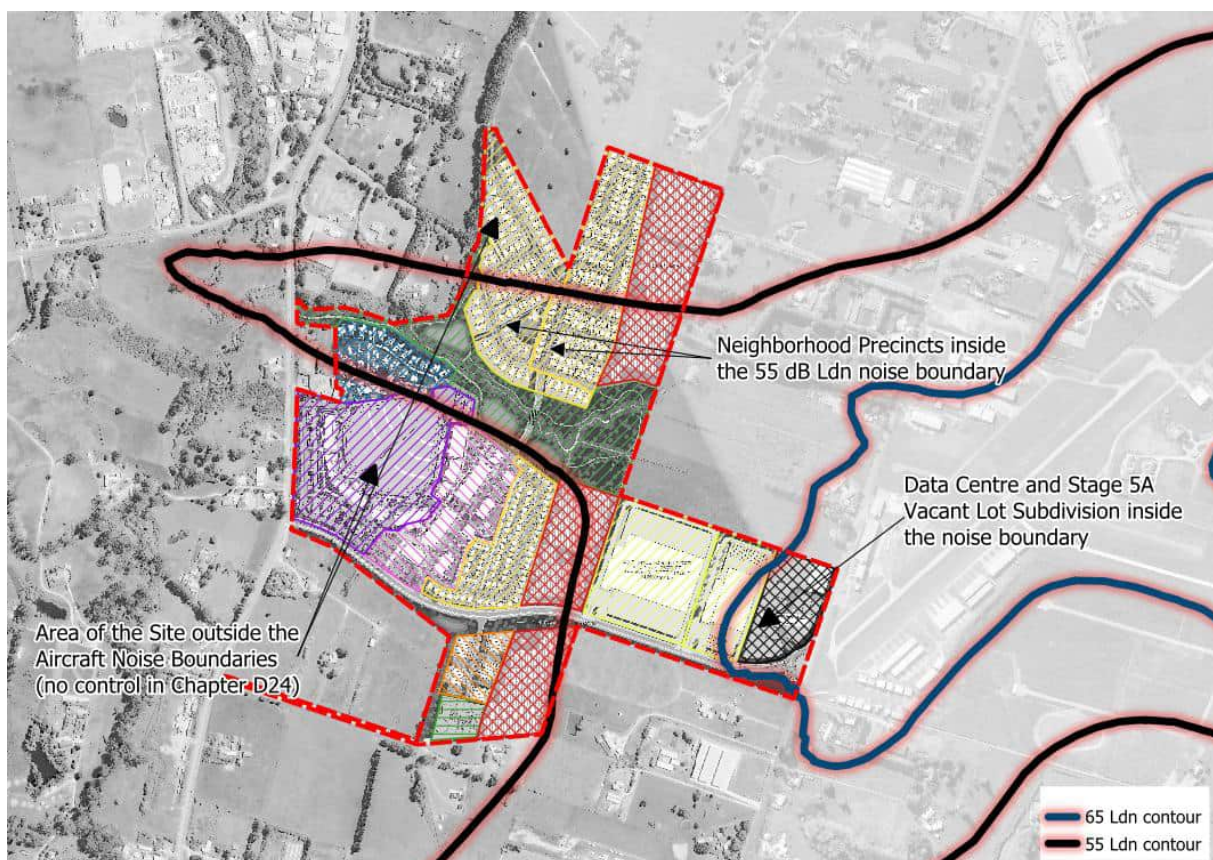 Neighborhood Precincts inside
the 55 dB Ldn noise boundary
Data Centre and Stage 5A
Vacant Lot Subdivision inside
the noise boundary
Area of the Site outside the
Aircraft Noise Boundaries
(no control in Chapter D24)
65 Ldn contour
55 Ldn contour